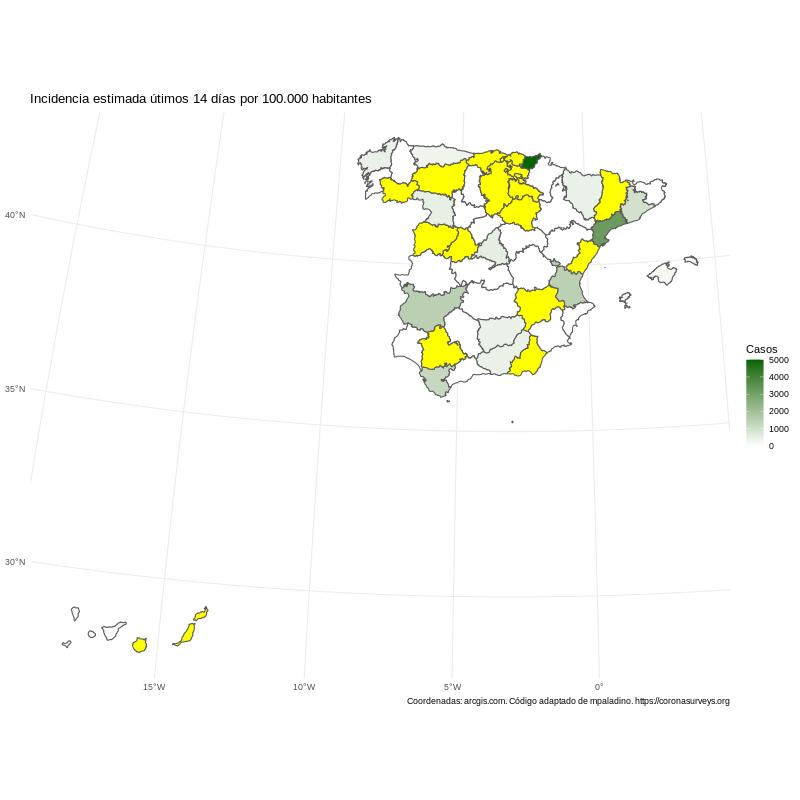 Incidencia estimada útimos 14 días por 100.000 habitantes
40°N
35°N
30°N
15°W
10°W
5°W
0°
Casos
5000
4000
3000
2000
1000
0
Coordenadas: arcgis.com. Código adaptado de mpaladino. https://coronasurveys.org